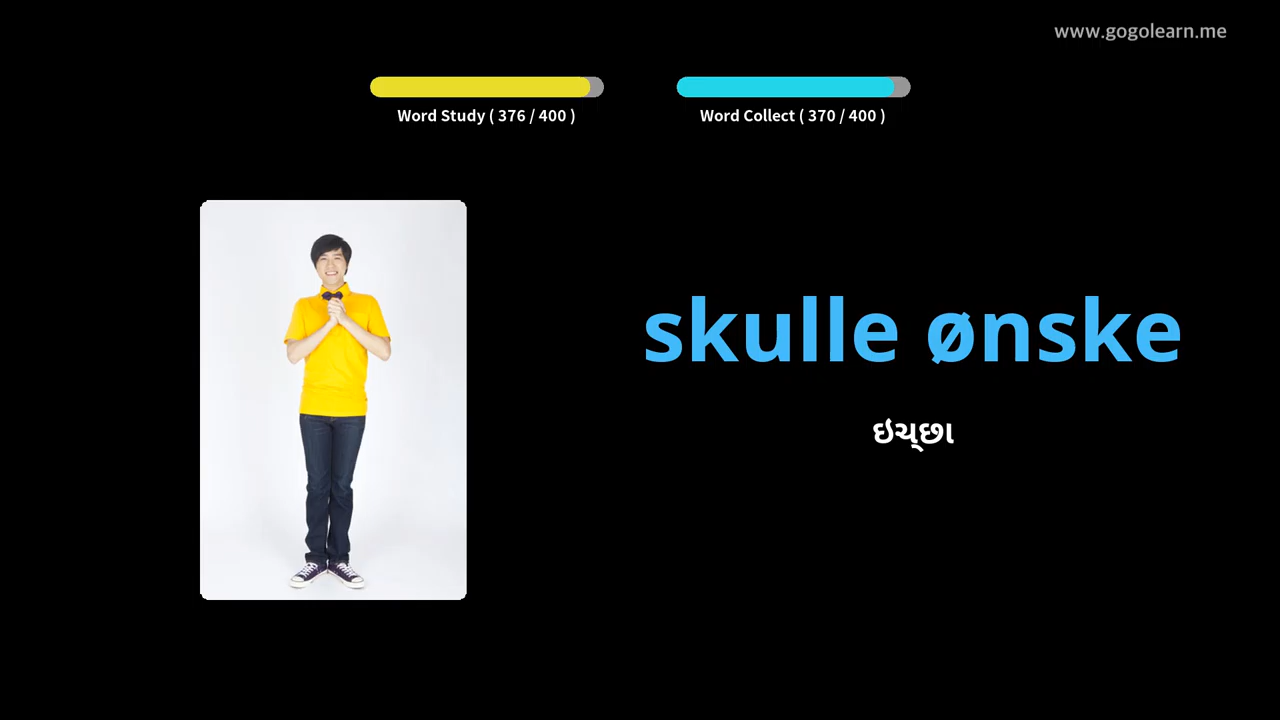 www.gogolearn.me
Word Study ( 376 / 400 )
Word Collect ( 370 / 400 )
skulle ønske
ઇચ્છા